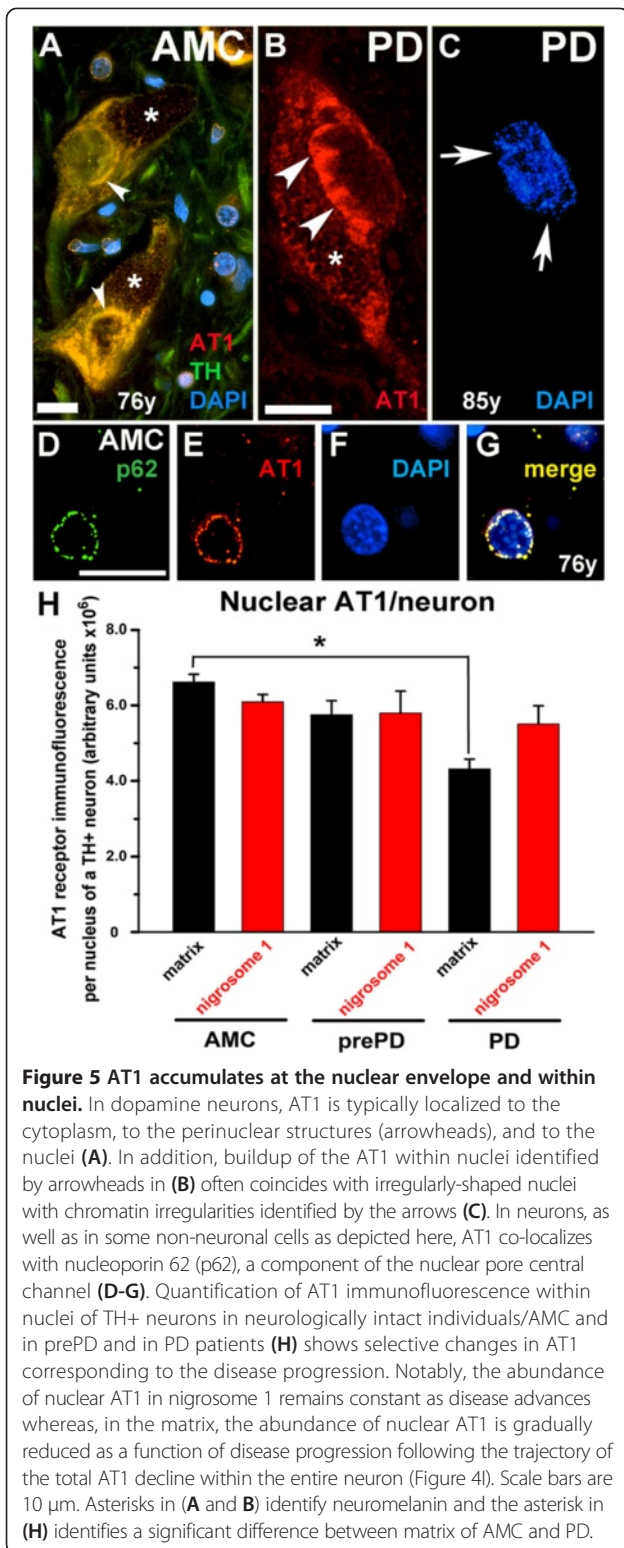 A AMC B PD C PD
*
*
*
AT1
TH
DAPI
76y
AT1
85y DAPI
D AMC E F G
p62 AT1 DAPI merge
76y
H Nuclear AT1/neuron
AT1 receptor immunofluorescence
per nucleus of a TH+ neuron (arbitrary units x10⁶)
8.0
6.0
4.0
2.0
0
*
matrix nigrosome 1 matrix nigrosome 1 matrix nigrosome 1
AMC prePD PD
Figure 5 AT1 accumulates at the nuclear envelope and within
nuclei. In dopamine neurons, AT1 is typically localized to the
cytoplasm, to the perinuclear structures (arrowheads), and to the
nuclei (A). In addition, buildup of the AT1 within nuclei identified
by arrowheads in (B) often coincides with irregularly-shaped nuclei
with chromatin irregularities identified by the arrows (C). In neurons, as
well as in some non-neuronal cells as depicted here, AT1 co-localizes
with nucleoporin 62 (p62), a component of the nuclear pore central
channel (D-G). Quantification of AT1 immunofluorescence within
nuclei of TH+ neurons in neurologically intact individuals/AMC and
in prePD and in PD patients (H) shows selective changes in AT1
corresponding to the disease progression. Notably, the abundance
of nuclear AT1 in nigrosome 1 remains constant as disease advances
whereas, in the matrix, the abundance of nuclear AT1 is gradually
reduced as a function of disease progression following the trajectory of
the total AT1 decline within the entire neuron (Figure 4I). Scale bars are
10 μm. Asterisks in (A and B) identify neuromelanin and the asterisk in
(H) identifies a significant difference between matrix of AMC and PD.